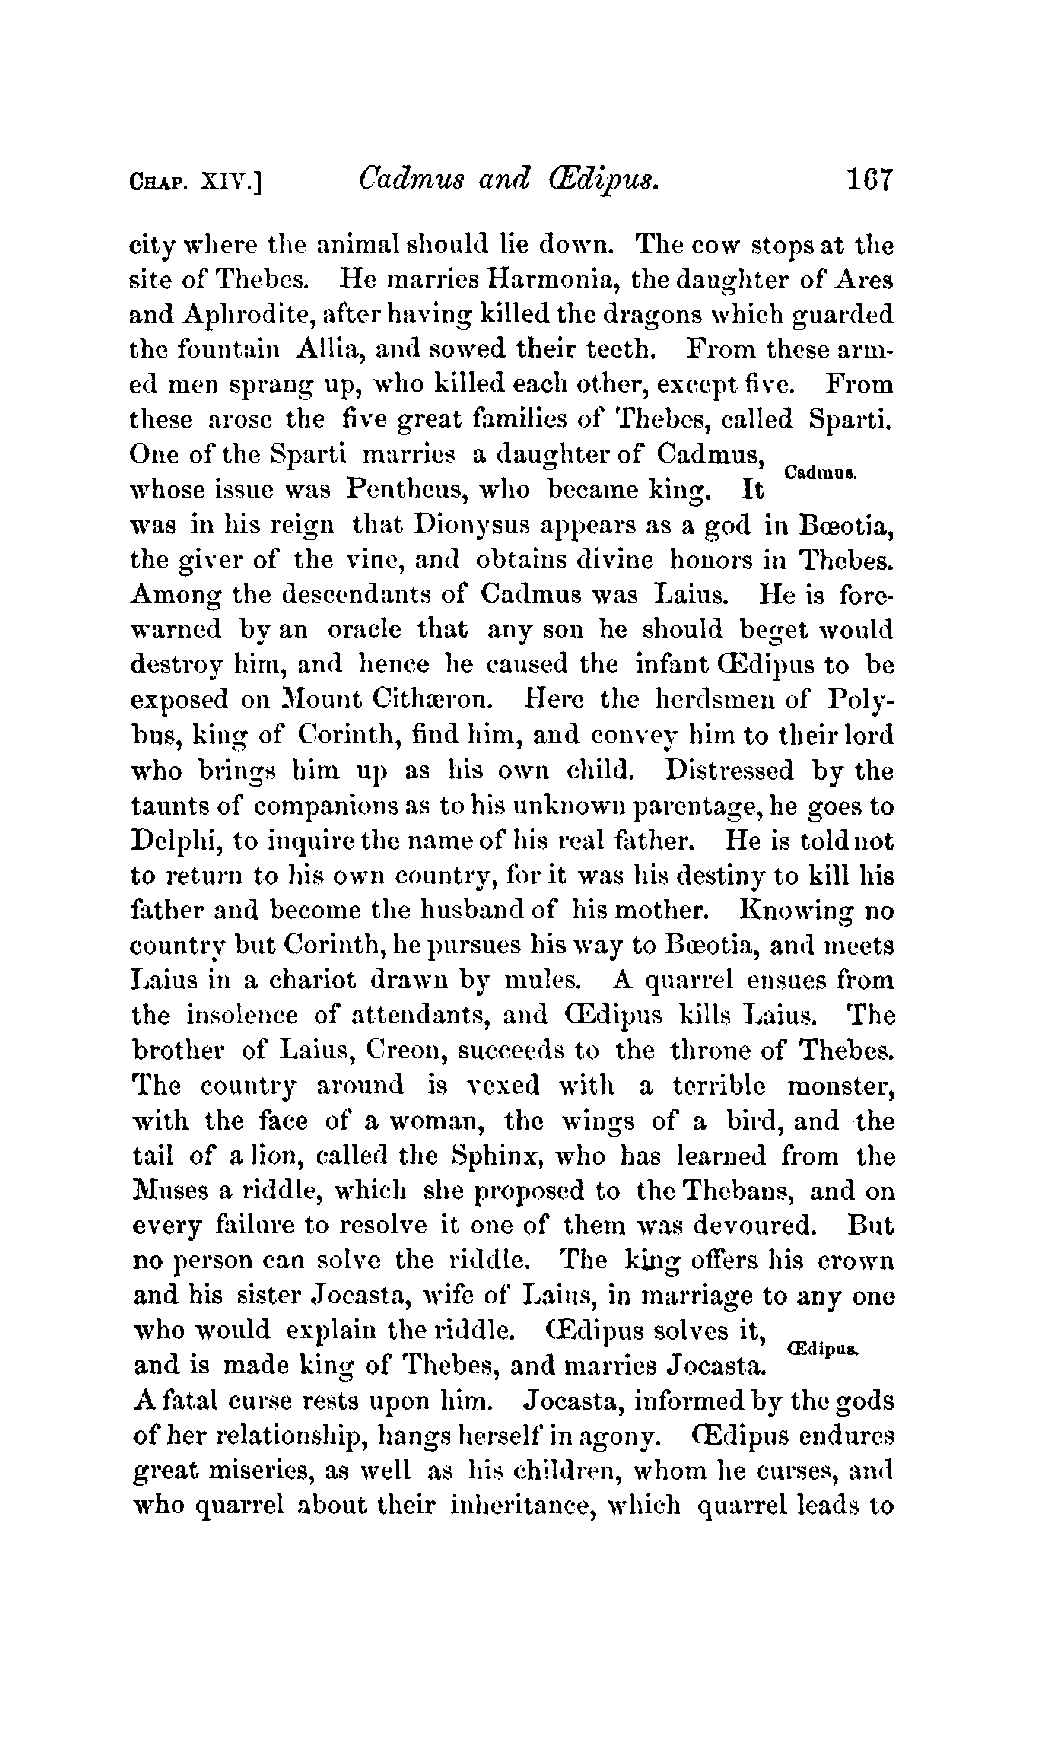 CHAP. XIV.] Cadmus and Œdipus. 167
city where the animal should lie down. The cow stops at the
site of Thebes. He marries Harmonia, the daughter of Ares
and Aphrodite, after having killed the dragons which guarded
the fountain Allia, and sowed their teeth. From these arm-
ed men sprang up, who killed each other, except five. From
these arose the five great families of Thebes, called Sparti.
One of the Sparti marries a daughter of Cadmus,
Cadmus.
whose issue was Pentheus, who became king. It
was in his reign that Dionysus appears as a god in Bœotia,
the giver of the vine, and obtains divine honors in Thebes.
Among the descendants of Cadmus was Laius. He is fore-
warned by an oracle that any son he should beget would
destroy him, and hence he caused the infant Œdipus to be
exposed on Mount Cithæron. Here the herdsmen of Poly-
bus, king of Corinth, find him, and convey him to their lord
who brings him up as his own child. Distressed by the
taunts of companions as to his unknown parentage, he goes to
Delphi, to inquire the name of his real father. He is told not
to return to his own country, for it was his destiny to kill his
father and become the husband of his mother. Knowing no
country but Corinth, he pursues his way to Bœotia, and meets
Laius in a chariot drawn by mules. A quarrel ensues from
the insolence of attendants, and Œdipus kills Laius. The
brother of Laius, Creon, succeeds to the throne of Thebes.
The country around is vexed with a terrible monster,
with the face of a woman, the wings of a bird, and the
tail of a lion, called the Sphinx, who has learned from the
Muses a riddle, which she proposed to the Thebans, and on
every failure to resolve it one of them was devoured. But
no person can solve the riddle. The king offers his crown
and his sister Jocasta, wife of Laius, in marriage to any one
who would explain the riddle. Œdipus solves it,
Œdipus.
and is made king of Thebes, and marries Jocasta.
A fatal curse rests upon him. Jocasta, informed by the gods
of her relationship, hangs herself in agony. Œdipus endures
great miseries, as well as his children, whom he curses, and
who quarrel about their inheritance, which quarrel leads to